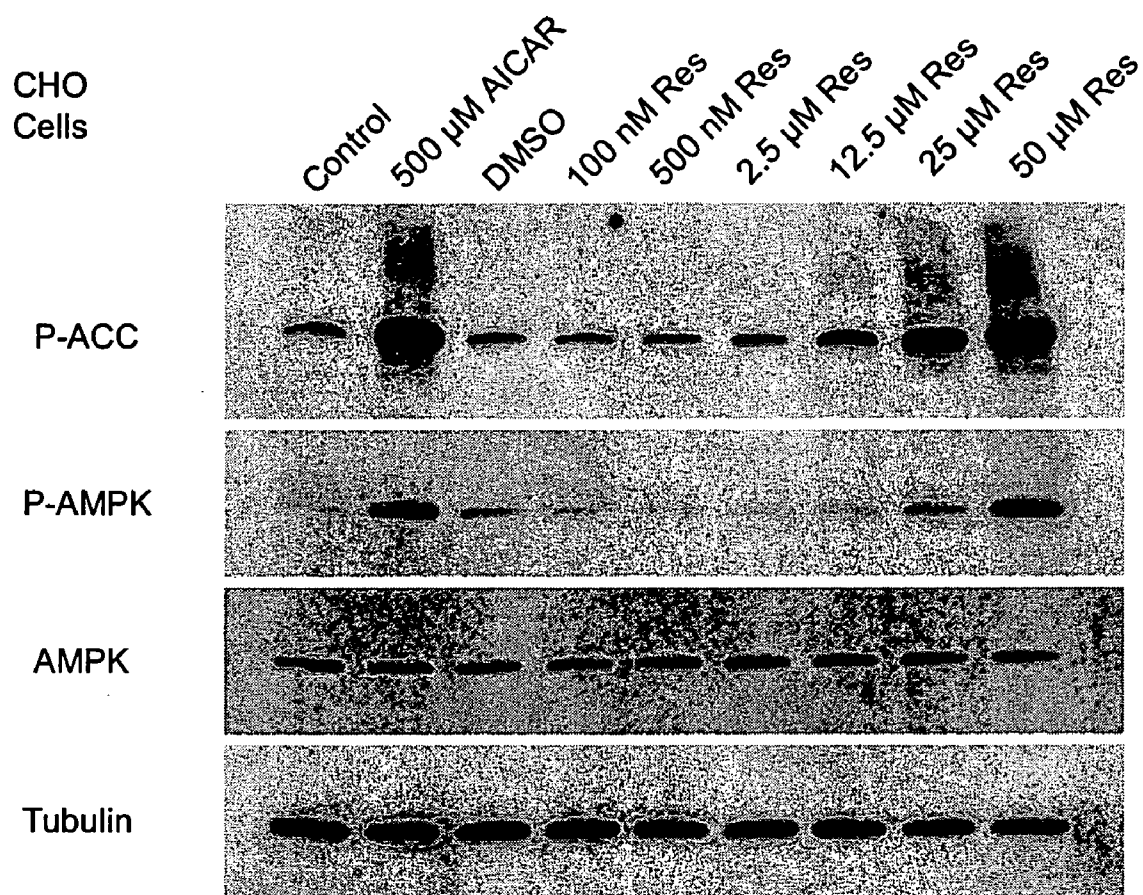 CHO
Cells
Control
500 µM AICAR
DMSO
100 nM Res
500 nM Res
2.5 µM Res
12.5 µM Res
25 µM Res
50 µM Res
P-ACC
P-AMPK
AMPK
Tubulin